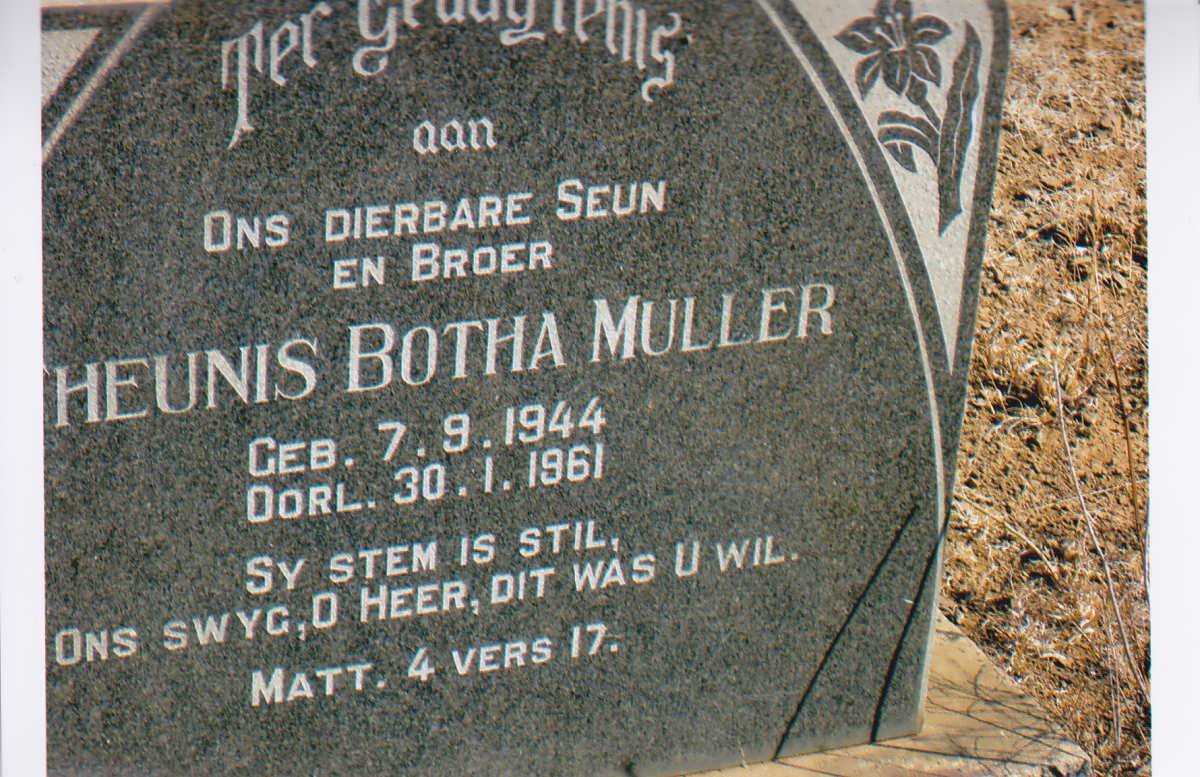 Ter Gedagtenis
aan
ONS DIERBARE SEUN
EN BROER
THEUNIS BOTHA MULLER
GEB. 7.9.1944
OORL. 30.1.1961
SY STEM IS STIL,
ONS SWYG, O HEER, DIT WAS U WIL.
MATT. 4 VERS 17.